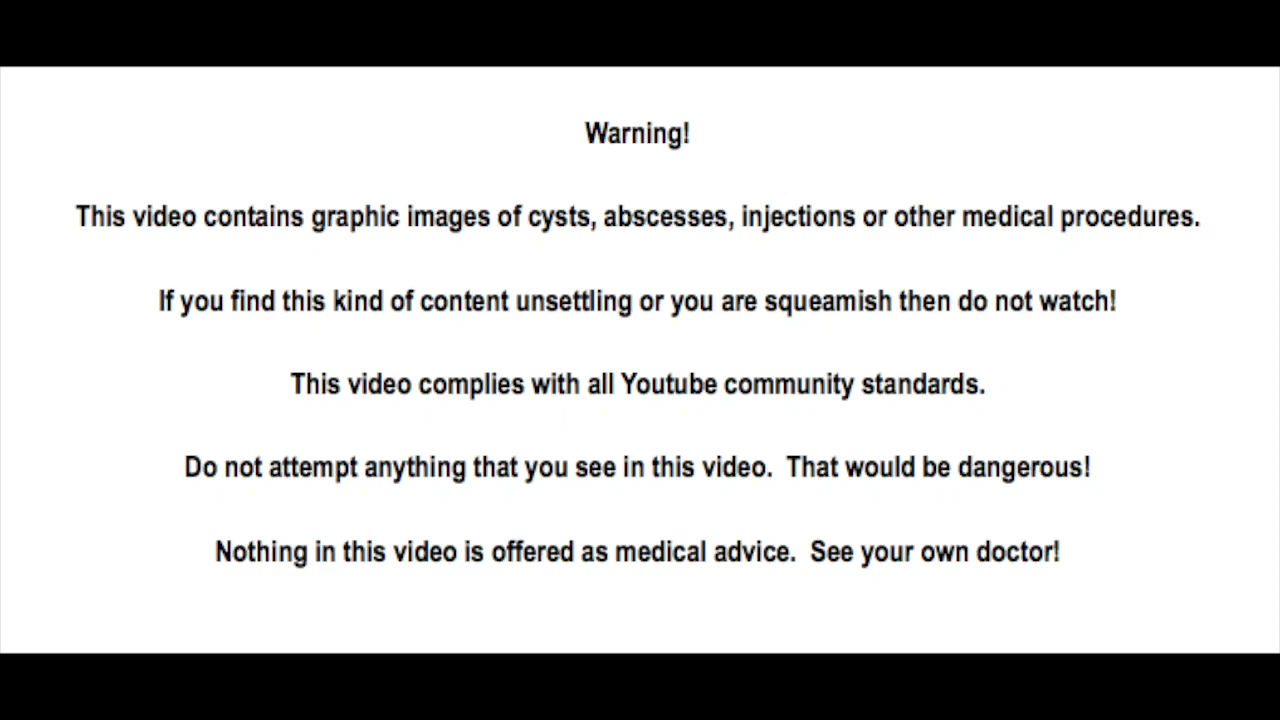 Warning!
This video contains graphic images of cysts, abscesses, injections or other medical procedures.
If you find this kind of content unsettling or you are squeamish then do not watch!
This video complies with all Youtube community standards.
Do not attempt anything that you see in this video.  That would be dangerous!
Nothing in this video is offered as medical advice.  See your own doctor!